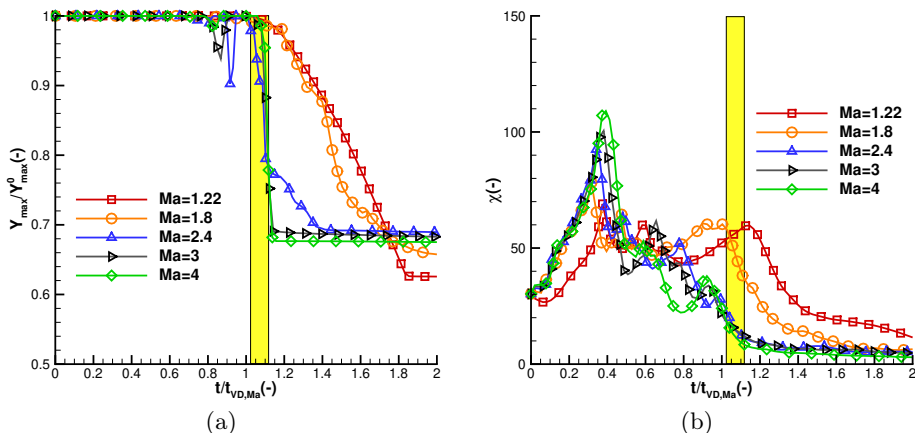 Y_max/Y^0_max(-)
1
0.9
0.8
0.7
0.6
0.5
Ma=1.22
Ma=1.8
Ma=2.4
Ma=3
Ma=4
0 0.2 0.4 0.6 0.8 1 1.2 1.4 1.6 1.8 2
t/t_VD,Ma(-)
(a)
χ(-)
150
100
50
0
Ma=1.22
Ma=1.8
Ma=2.4
Ma=3
Ma=4
0 0.2 0.4 0.6 0.8 1 1.2 1.4 1.6 1.8 2
t/t_VD,Ma(-)
(b)